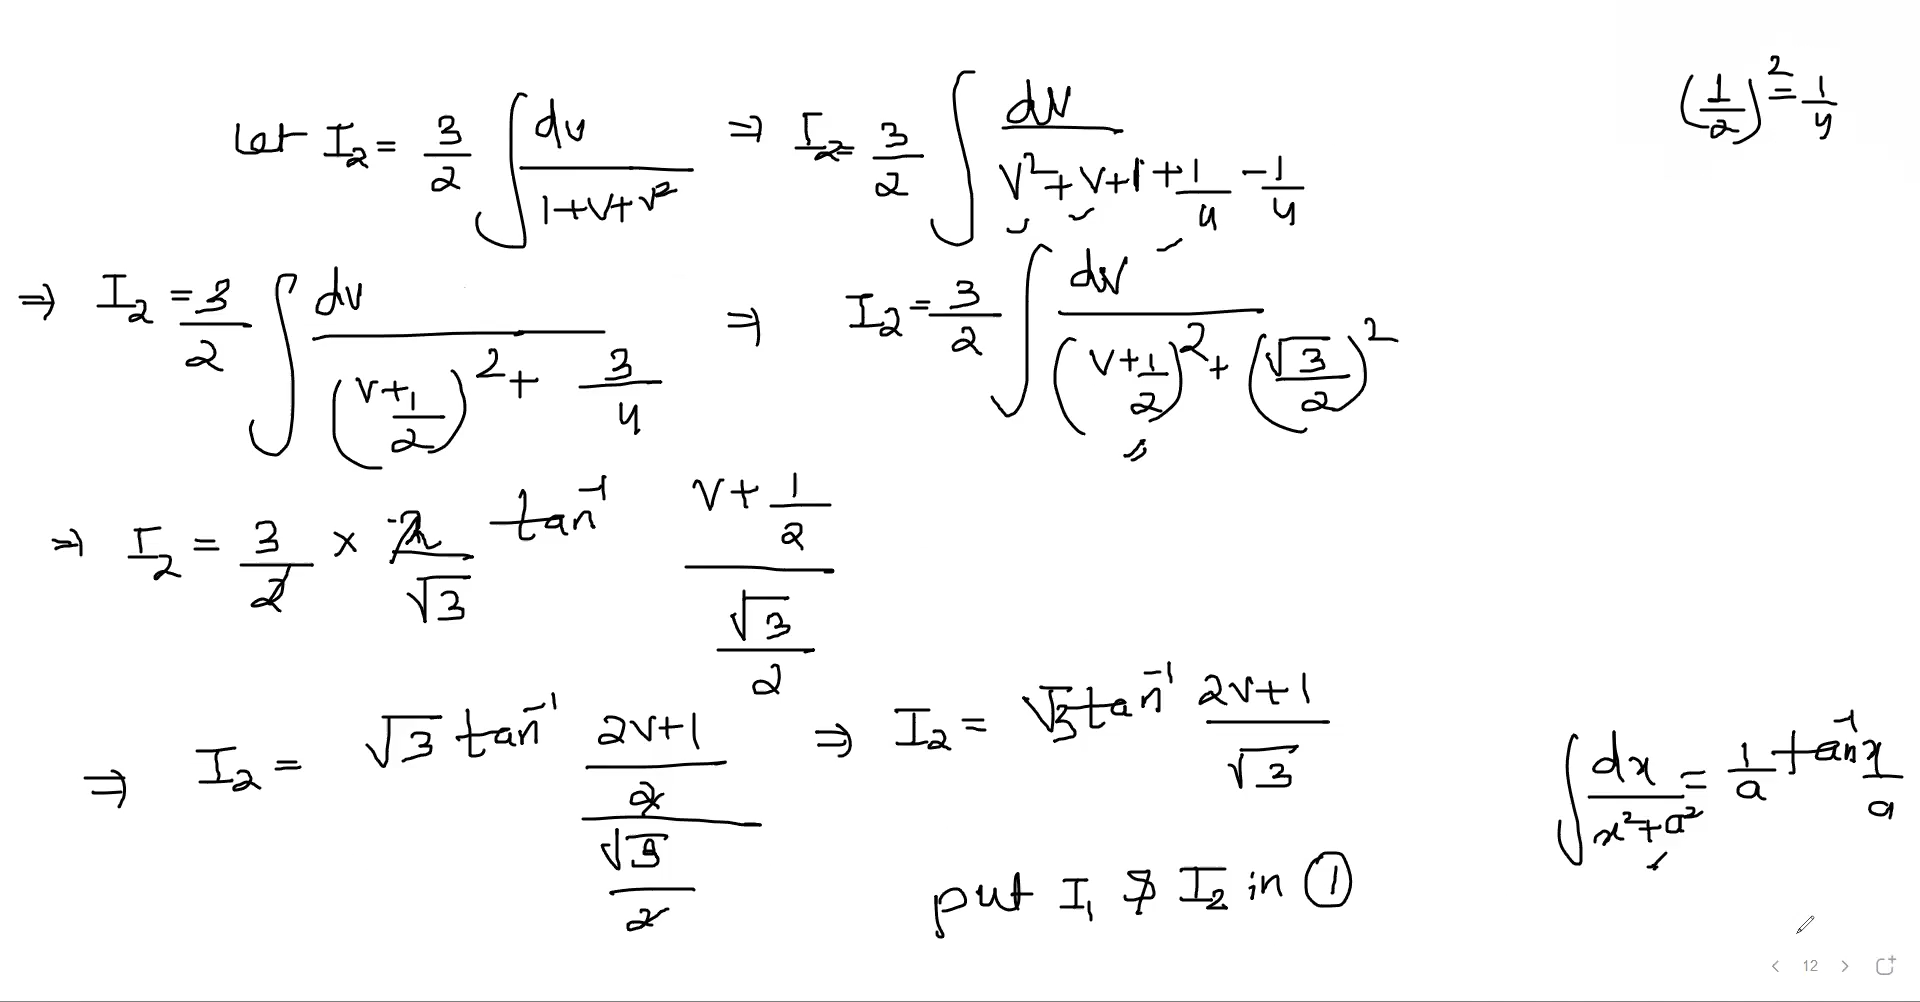 (1/2)² = 1/4
let I₂ = 3/2 ∫ dv/(1+v+v²) ⇒ I₂ = 3/2 ∫ dv/(v²+v+1+1/4-1/4)
⇒ I₂ = 3/2 ∫ dv/((v+1/2)² + 3/4) ⇒ I₂ = 3/2 ∫ dv/((v+1/2)² + (√3/2)²)
⇒ I₂ = 3/2 × 2/√3 tan⁻¹ (v+1/2)/(√3/2)
⇒ I₂ = √3 tan⁻¹ ((2v+1)/2)/(√3/2) ⇒ I₂ = √3 tan⁻¹ (2v+1)/√3
∫ dx/(x²+a²) = 1/a tan⁻¹ x/a
put I₁ & I₂ in ①
12